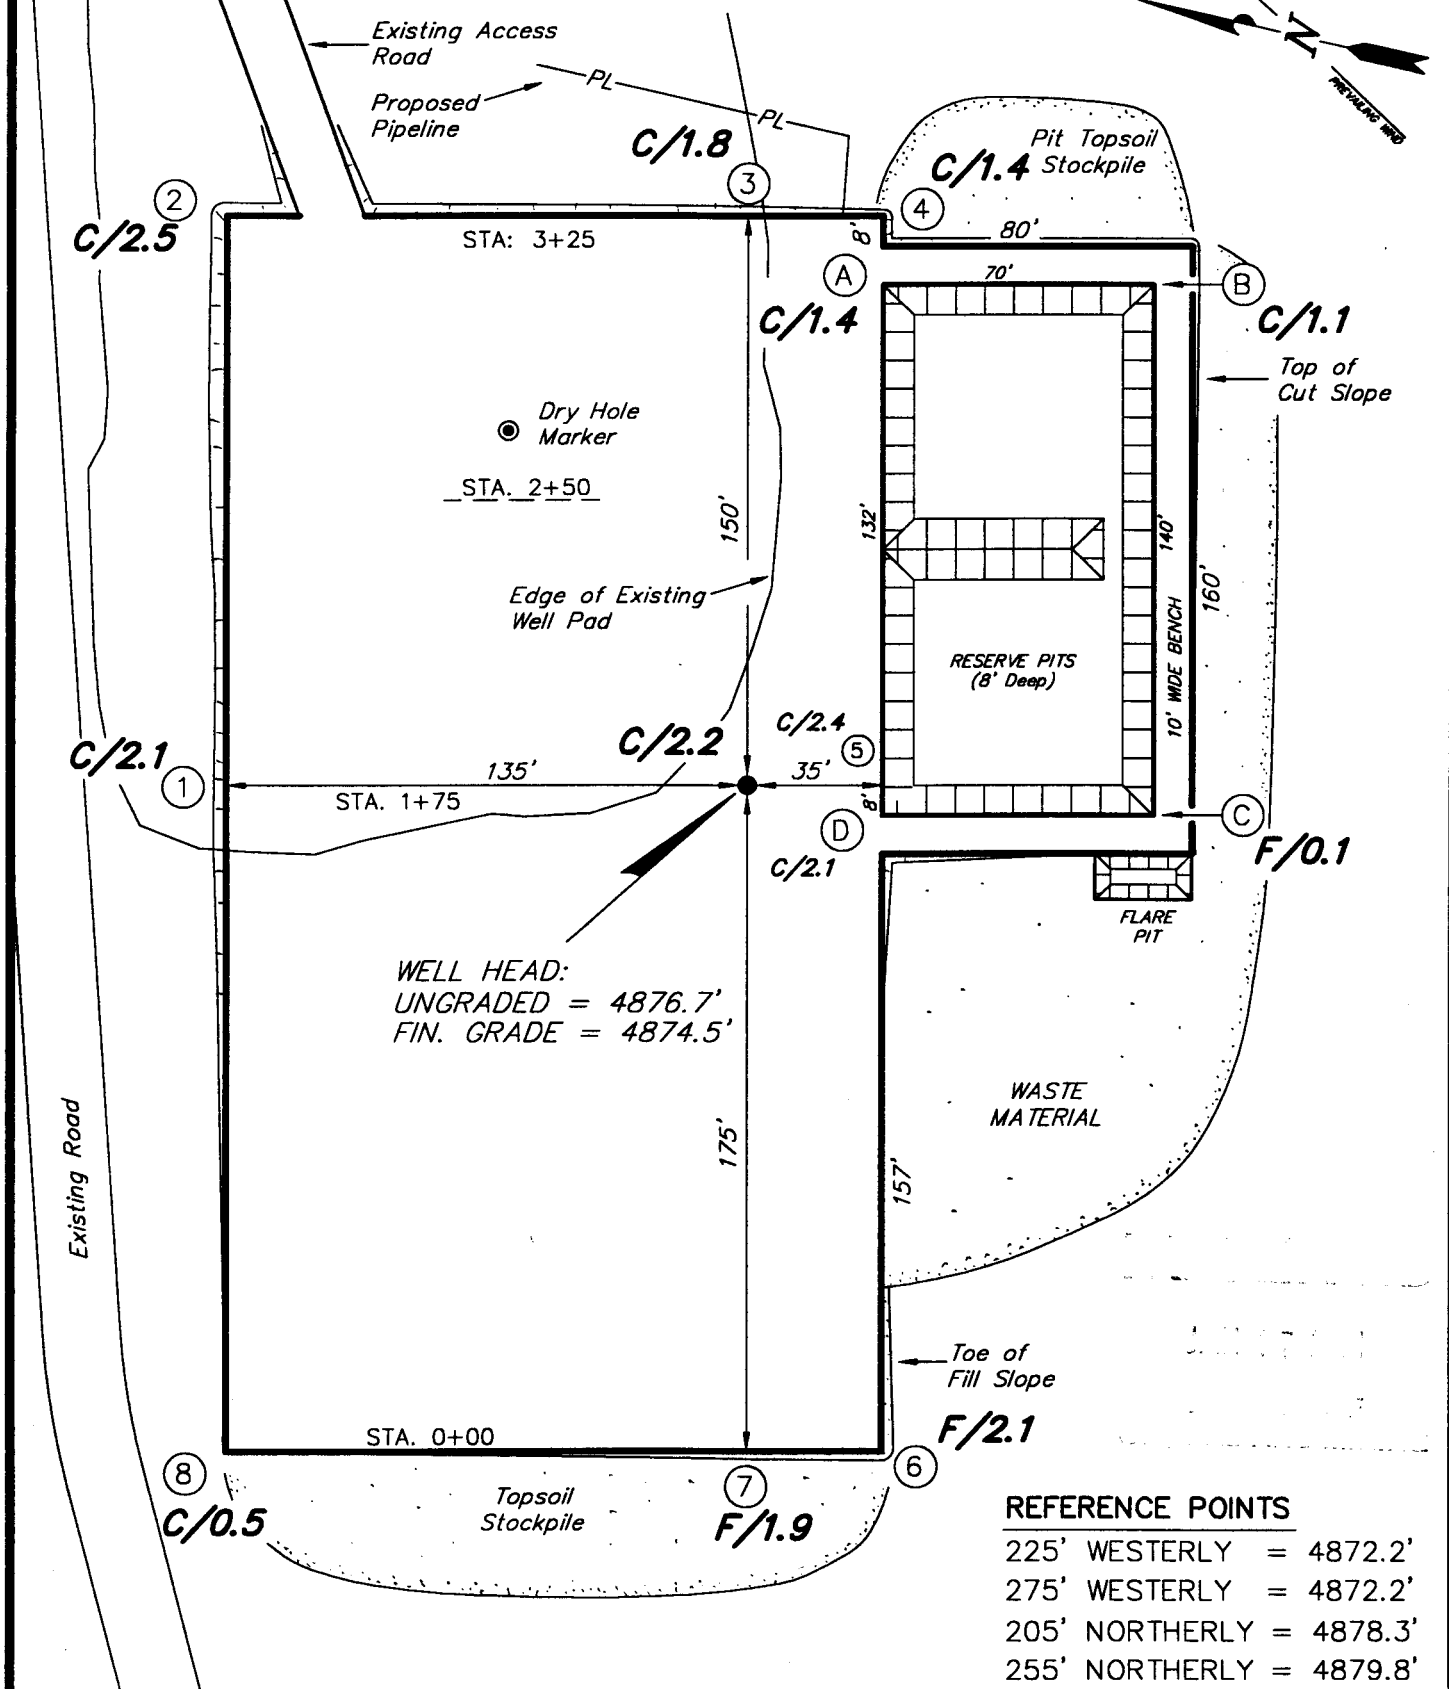 Existing Access
Road
N
PREVAILING WIND
Proposed
Pipeline
PL
PL
C/1.8
3
Pit Topsoil
Stockpile
C/1.4
4
2
C/2.5
STA: 3+25
8'
80'
A
70'
B
C/1.4
C/1.1
Top of
Cut Slope
Dry Hole
Marker
STA. 2+50
150'
132'
140'
160'
Edge of Existing
Well Pad
10' WIDE BENCH
RESERVE PITS
(8' Deep)
C/2.1
1
C/2.2
C/2.4
5
135'
35'
STA. 1+75
8'
D
C
C/2.1
F/0.1
FLARE
PIT
WELL HEAD:
UNGRADED = 4876.7'
FIN. GRADE = 4874.5'
WASTE
MATERIAL
Existing Road
175'
157'
Toe of
Fill Slope
F/2.1
STA. 0+00
8
7
6
C/0.5
Topsoil
Stockpile
F/1.9
REFERENCE POINTS
225' WESTERLY = 4872.2'
275' WESTERLY = 4872.2'
205' NORTHERLY = 4878.3'
255' NORTHERLY = 4879.8'